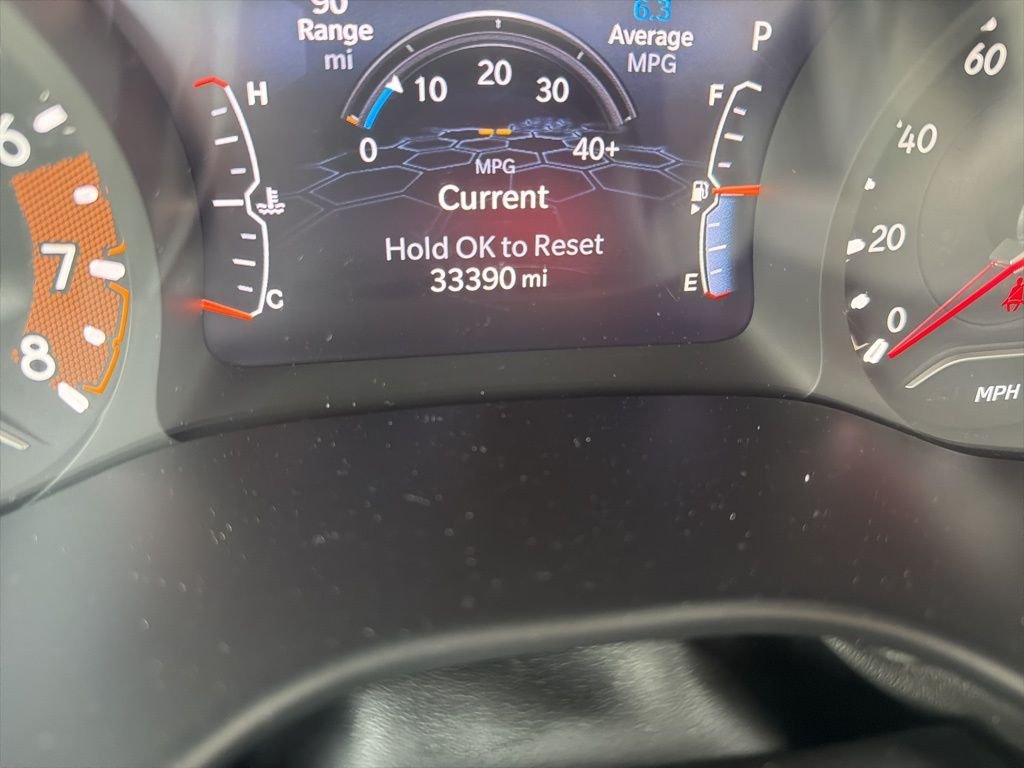 90
6.3
Range
Average
mi
MPG
P
60
H
10
20
30
F
40
6
0
MPG
40+
Current
7
20
Hold OK to Reset
33390 mi
E
C
0
8
MPH